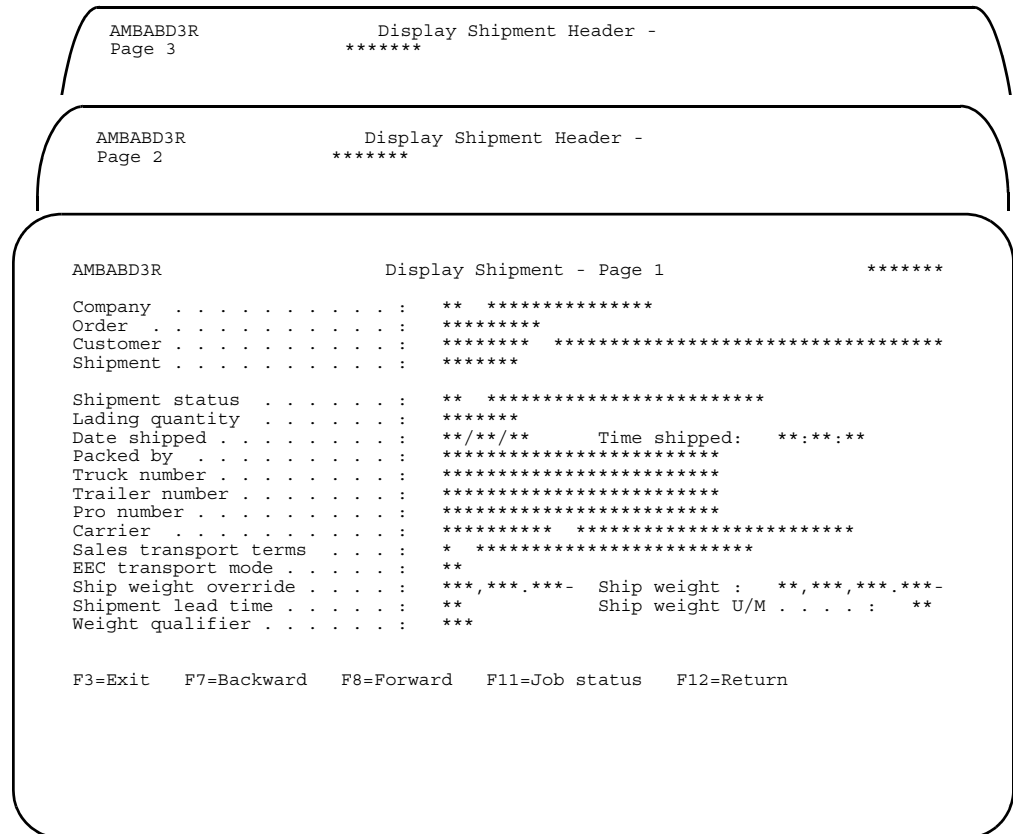 AMBABD3R Display Shipment Header -
Page 3 *******
AMBABD3R Display Shipment Header -
Page 2 *******
AMBABD3R Display Shipment - Page 1 *******
Company . . . . . . . . . . : ** ***************
Order . . . . . . . . . . . : *********
Customer . . . . . . . . . . : ******** ***********************************
Shipment . . . . . . . . . . : *******
Shipment status . . . . . . : ** *************************
Lading quantity . . . . . . : *******
Date shipped . . . . . . . . : **/**/** Time shipped: **:**:**
Packed by . . . . . . . . . : *************************
Truck number . . . . . . . . : *************************
Trailer number . . . . . . . : *************************
Pro number . . . . . . . . . : *************************
Carrier . . . . . . . . . . : ********** *************************
Sales transport terms . . . : * *************************
EEC transport mode . . . . . : **
Ship weight override . . . . : ***,***.***- Ship weight : **,***,***.***-
Shipment lead time . . . . . : ** Ship weight U/M . . . . : **
Weight qualifier . . . . . . : ***
F3=Exit F7=Backward F8=Forward F11=Job status F12=Return